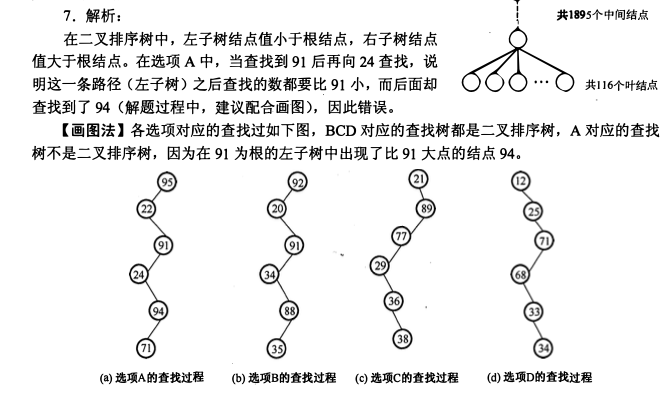 7．解析：
共1895个中间结点
在二叉排序树中，左子树结点值小于根结点，右子树结点
值大于根结点。在选项 A 中，当查找到 91 后再向 24 查找，说
明这一条路径（左子树）之后查找的数都要比 91 小，而后面却
共116个叶结点
查找到了 94（解题过程中，建议配合画图），因此错误。
【画图法】各选项对应的查找过如下图，BCD 对应的查找树都是二叉排序树，A 对应的查找
树不是二叉排序树，因为在 91 为根的左子树中出现了比 91 大点的结点 94。
95
22
91
24
94
71
(a) 选项A的查找过程
92
20
91
34
88
35
(b) 选项B的查找过程
21
89
77
29
36
38
(c) 选项C的查找过程
12
25
71
68
33
34
(d) 选项D的查找过程